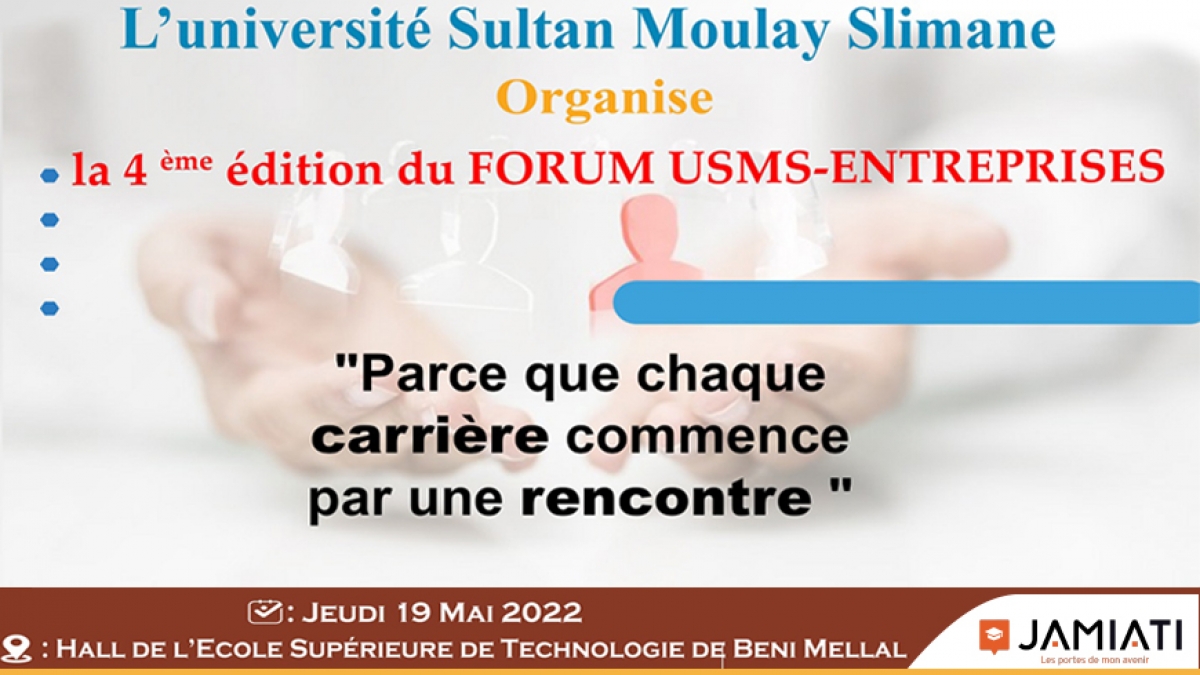 L’université Sultan Moulay Slimane
Organise
la 4 ème édition du FORUM USMS-ENTREPRISES
"Parce que chaque
carrière commence
par une rencontre "
: Jeudi 19 Mai 2022
: Hall de l’Ecole Supérieure de Technologie de Beni Mellal
JAMIATI
Les portes de mon avenir